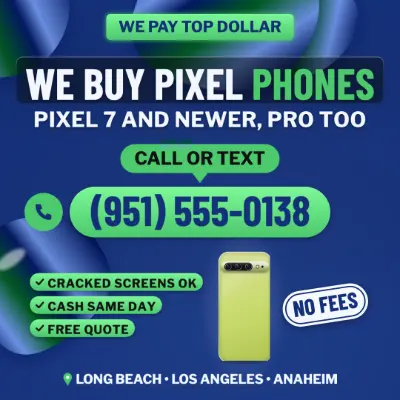 WE PAY TOP DOLLAR
WE BUY PIXEL PHONES
PIXEL 7 AND NEWER, PRO TOO
CALL OR TEXT
(951) 555-0138
CRACKED SCREENS OK
CASH SAME DAY
FREE QUOTE
NO FEES
LONG BEACH • LOS ANGELES • ANAHEIM